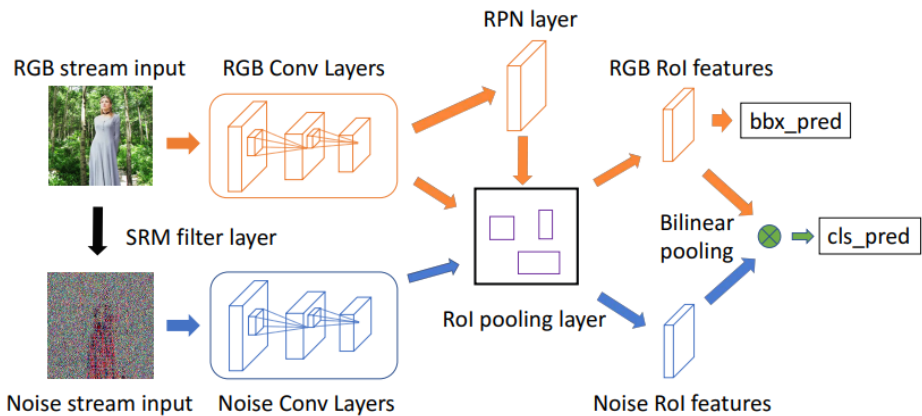 RPN layer
RGB stream input
RGB Conv Layers
RGB RoI features
bbx_pred
SRM filter layer
Bilinear
pooling
cls_pred
RoI pooling layer
Noise stream input
Noise Conv Layers
Noise RoI features